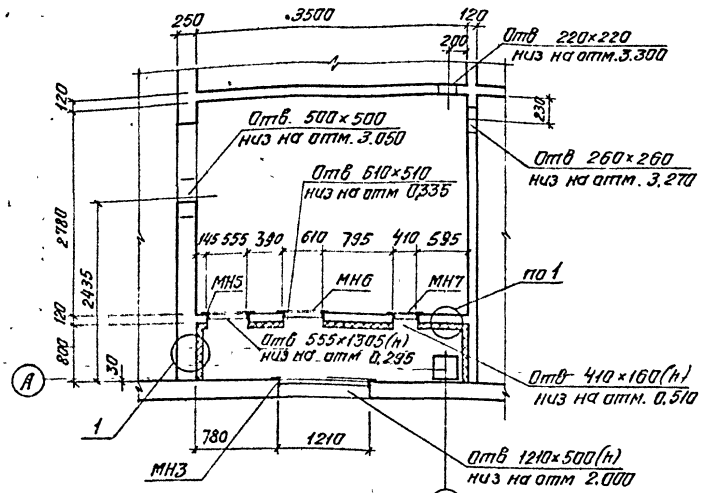 250
3500
120
200
Отв 220×220
низ на отм. 3.300
120
230
Отв. 500×500
низ на отм. 3.050
Отв 260×260
низ на отм. 3,270
Отв 610×510
низ на отм 0,335
2780
2435
145 555 390 610 795 410 595
МН5
МН6
МН7
по 1
120
800
30
Отв 555×1305(h)
низ на отм 0,295
Отв 410×160(h)
низ на отм. 0.510
А
1
780
1210
МН3
Отв 1210×500(h)
низ на отм 2.000